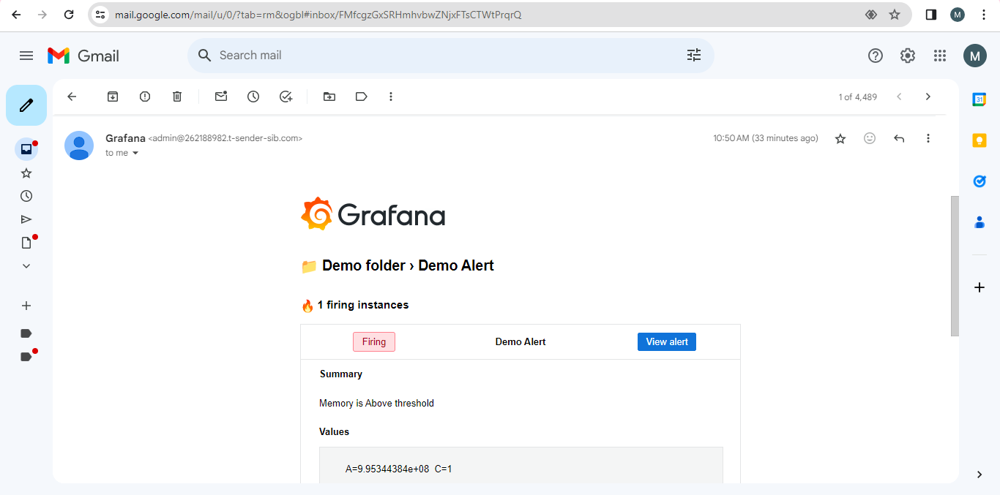 mail.google.com/mail/u/0/?tab=rm&ogbl#inbox/FMfcgzGxSRHmhvbwZNjxFTsCTWtPrqrQ
M
Gmail
Search mail
M
1 of 4,489
31
Grafana <admin@262188982.t-sender-sib.com>
10:50 AM (33 minutes ago)
to me
Grafana
Demo folder › Demo Alert
1 firing instances
Firing
Demo Alert
View alert
Summary
Memory is Above threshold
Values
A=9.95344384e+08 C=1